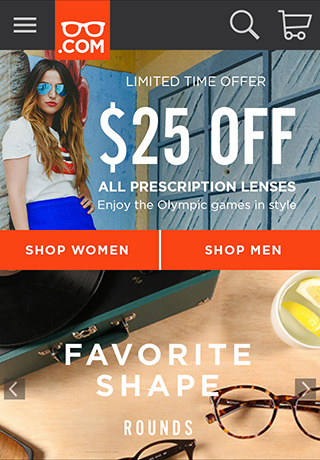 .COM
LIMITED TIME OFFER
$25 OFF
ALL PRESCRIPTION LENSES
Enjoy the Olympic games in style
SHOP WOMEN
SHOP MEN
FAVORITE
SHAPE
ROUNDS